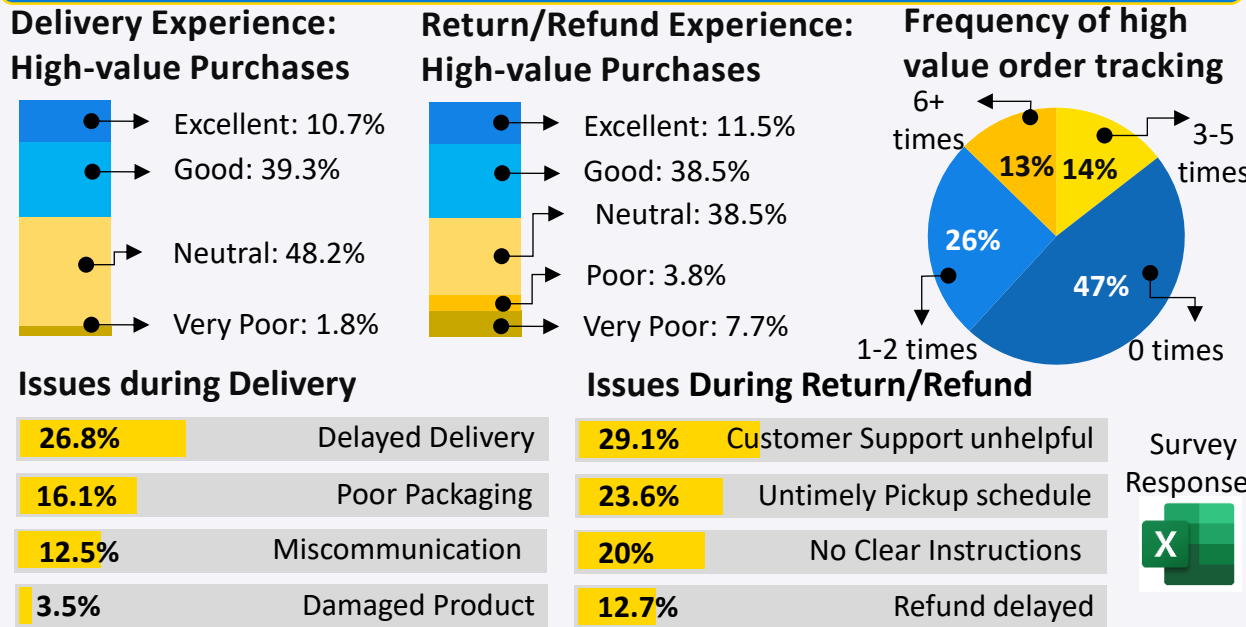 Delivery Experience:
High-value Purchases
Excellent: 10.7%
Good: 39.3%
Neutral: 48.2%
Very Poor: 1.8%
Return/Refund Experience:
High-value Purchases
Excellent: 11.5%
Good: 38.5%
Neutral: 38.5%
Poor: 3.8%
Very Poor: 7.7%
Frequency of high
value order tracking
6+
times
3-5
times
13%
14%
26%
47%
1-2 times
0 times
Issues during Delivery
26.8% Delayed Delivery
16.1% Poor Packaging
12.5% Miscommunication
3.5% Damaged Product
Issues During Return/Refund
29.1% Customer Support unhelpful
23.6% Untimely Pickup schedule
20% No Clear Instructions
12.7% Refund delayed
Survey
Response
X